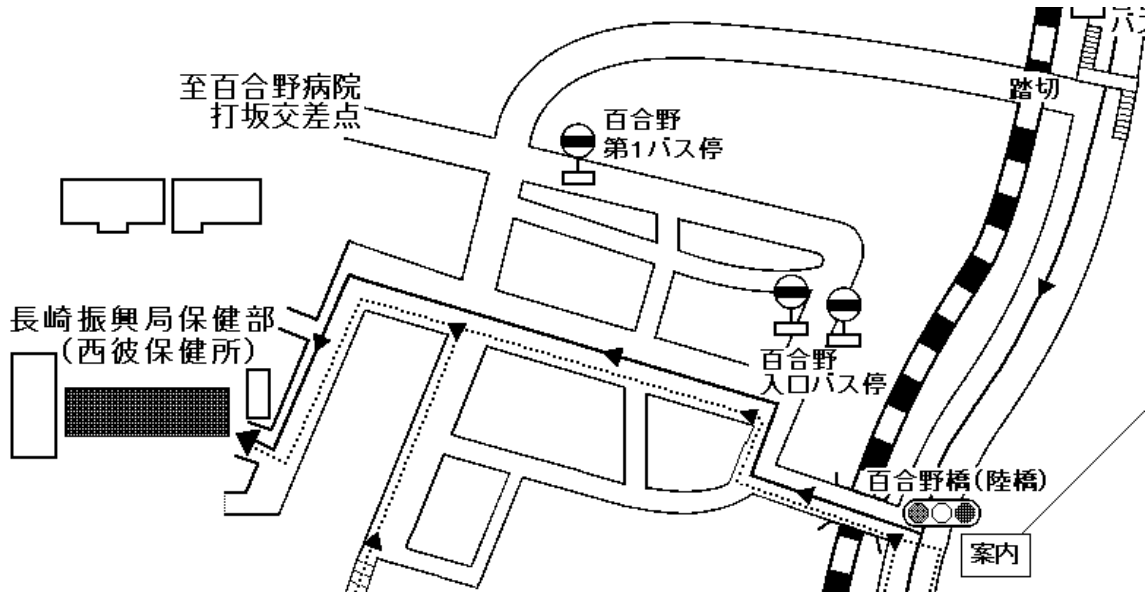 至百合野病院
打坂交差点
百合野
第1バス停
踏切
長崎振興局保健部
(西彼保健所)
百合野
入口バス停
百合野橋(陸橋)
案内